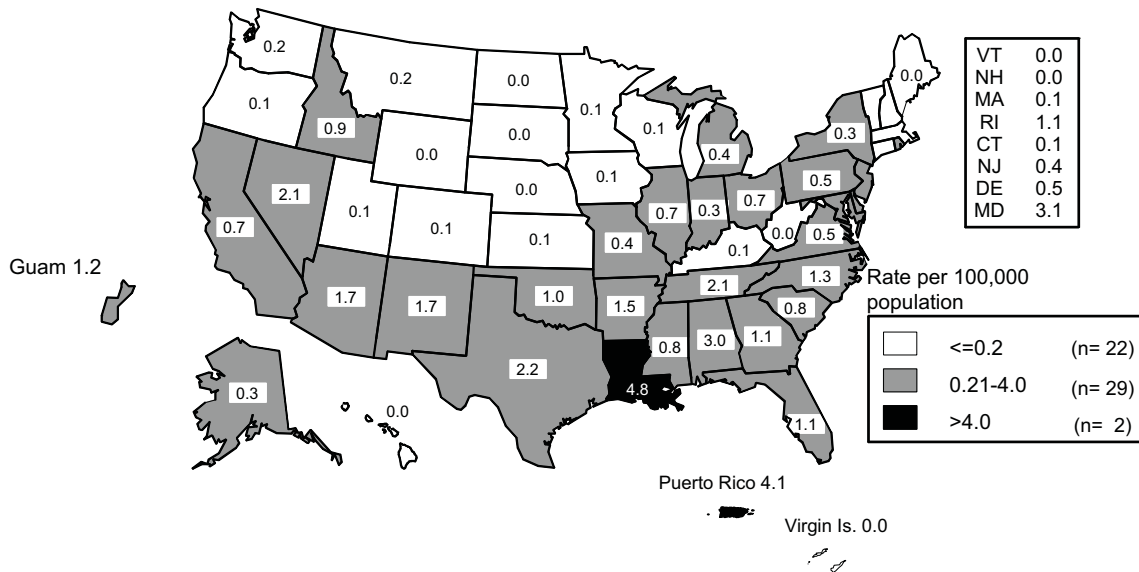 0.2
0.2
0.0
0.1
0.0
VT 0.0
NH 0.0
MA 0.1
RI 1.1
CT 0.1
NJ 0.4
DE 0.5
MD 3.1
0.1
0.9
0.0
0.0
0.1
0.4
0.3
0.0
0.1
0.5
0.7
2.1
0.1
0.1
0.1
0.4
0.7
0.3
0.7
0.0
0.5
0.1
Guam 1.2
1.7
1.7
1.0
1.5
2.1
1.3
0.8
2.2
4.8
0.8
3.0
1.1
1.1
Rate per 100,000
population
<=0.2 (n= 22)
0.21-4.0 (n= 29)
>4.0 (n= 2)
0.3
0.0
Puerto Rico 4.1
Virgin Is. 0.0